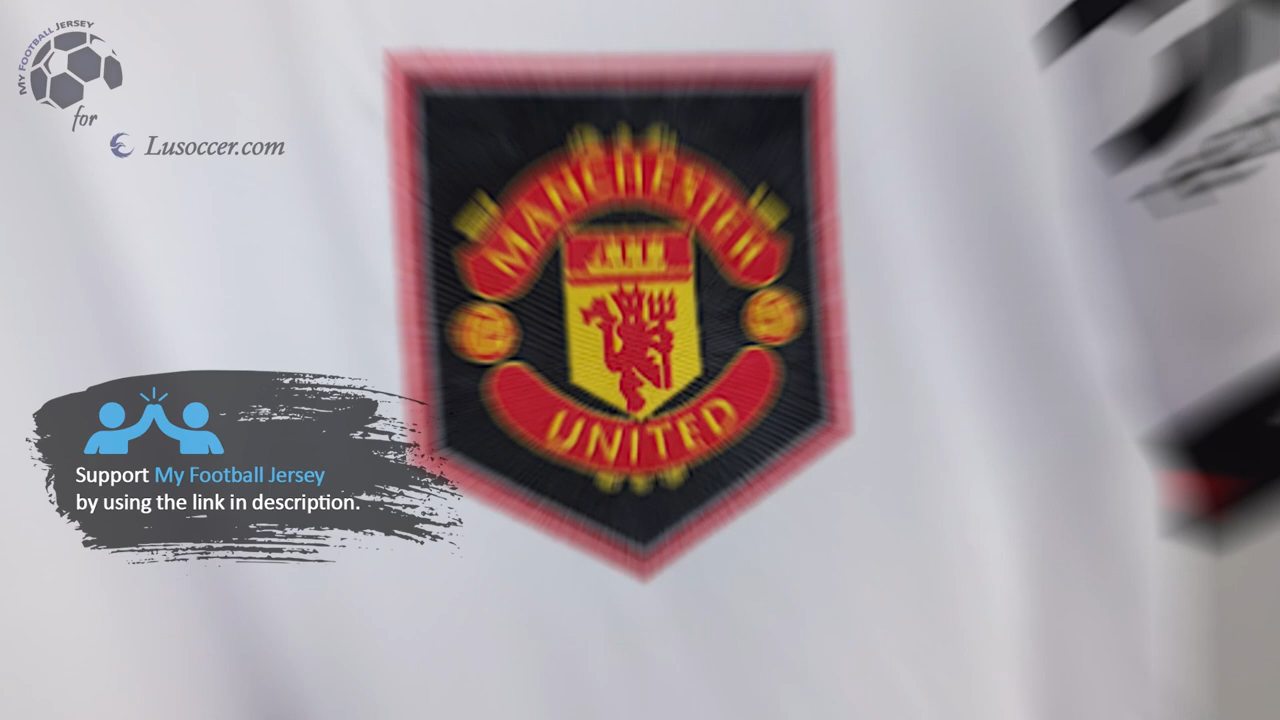 MY FOOTBALL JERSEY
for
Lusoccer.com
MANCHESTER
UNITED
Support My Football Jersey
by using the link in description.